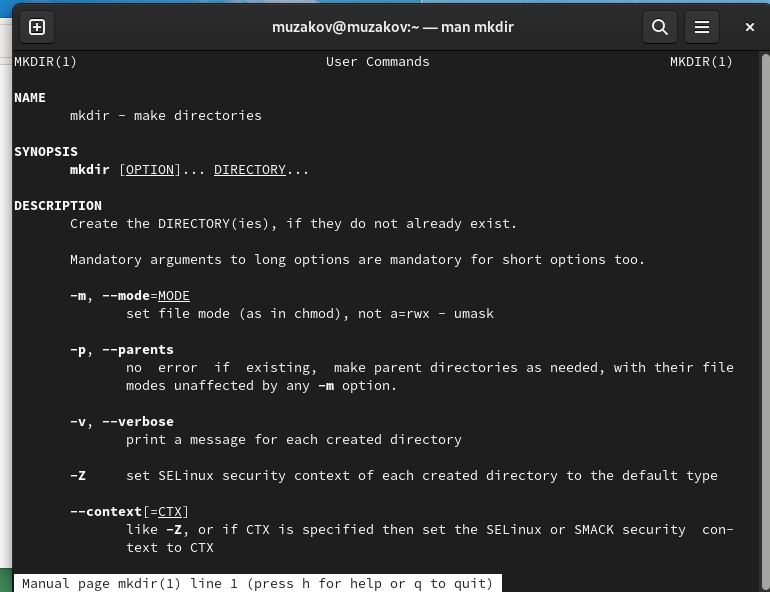 muzakov@muzakov:~ — man mkdir
MKDIR(1) User Commands MKDIR(1)
NAME
mkdir - make directories
SYNOPSIS
mkdir [OPTION]... DIRECTORY...
DESCRIPTION
Create the DIRECTORY(ies), if they do not already exist.
Mandatory arguments to long options are mandatory for short options too.
-m, --mode=MODE
set file mode (as in chmod), not a=rwx - umask
-p, --parents
no error if existing, make parent directories as needed, with their file
modes unaffected by any -m option.
-v, --verbose
print a message for each created directory
-Z set SELinux security context of each created directory to the default type
--context[=CTX]
like -Z, or if CTX is specified then set the SELinux or SMACK security con-
text to CTX
Manual page mkdir(1) line 1 (press h for help or q to quit)